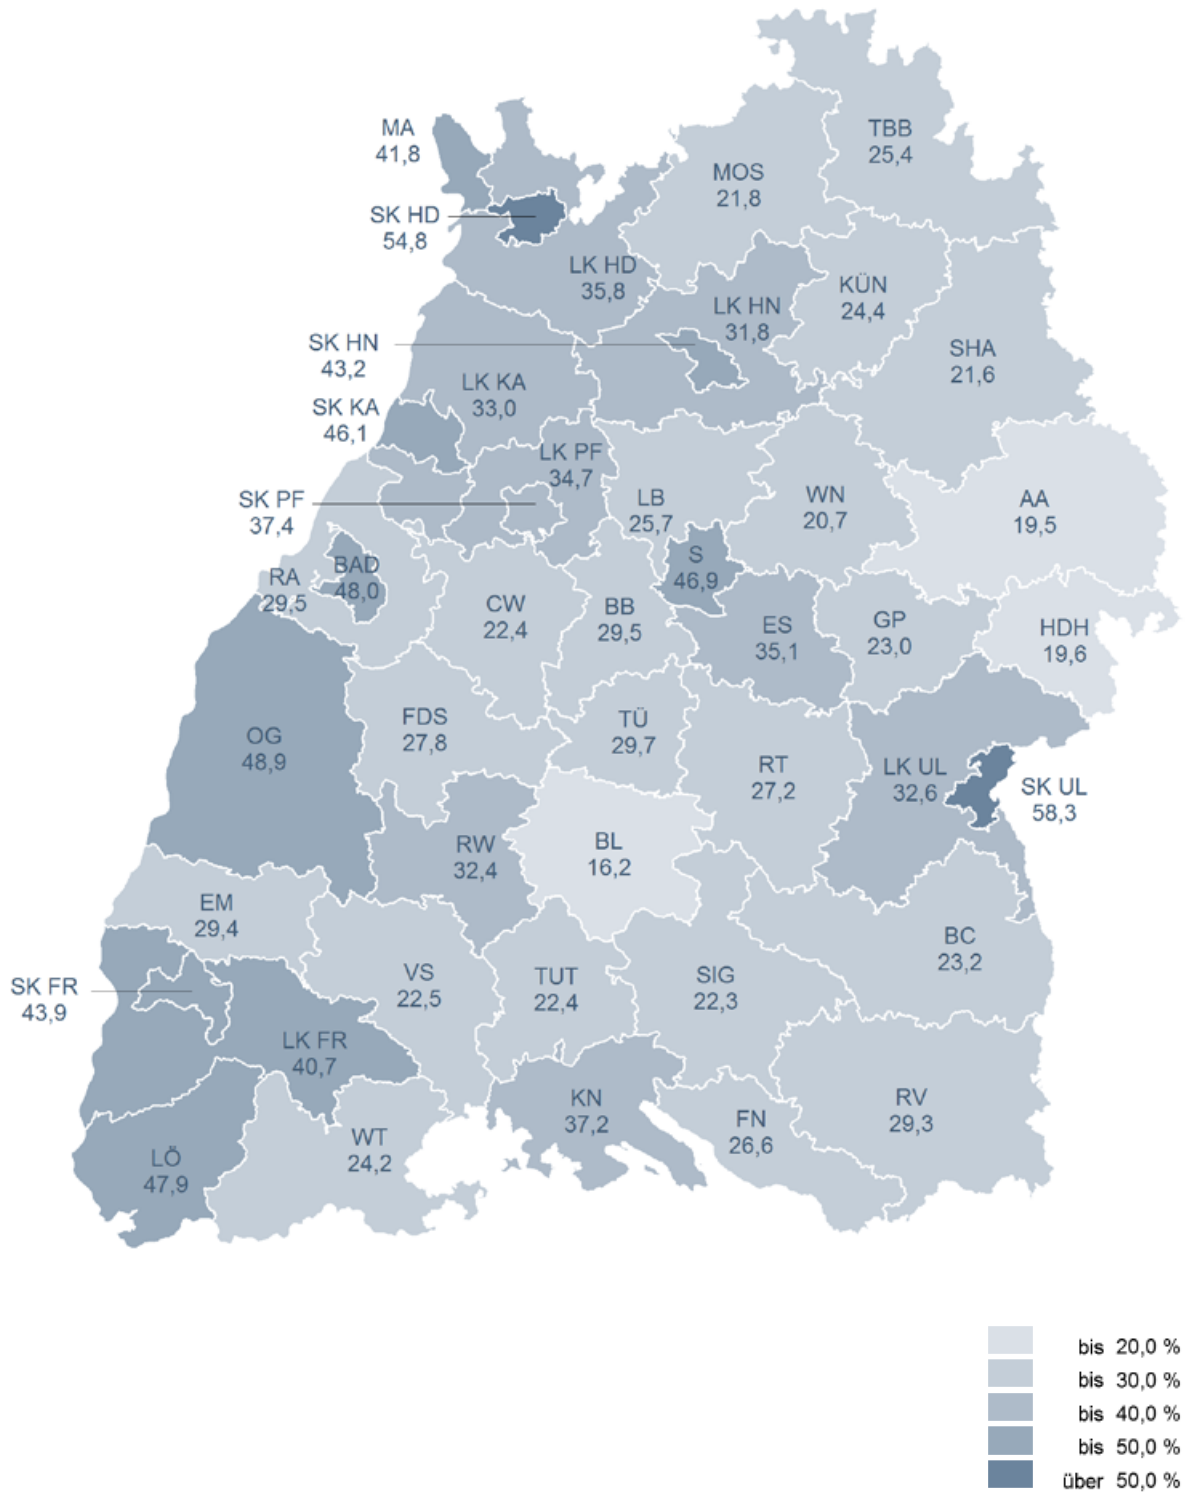 TBB
25,4
MA
41,8
MOS
21,8
SK HD
54,8
LK HD
35,8
KÜN
24,4
LK HN
31,8
SK HN
43,2
SHA
21,6
LK KA
33,0
SK KA
46,1
LK PF
34,7
SK PF
37,4
LB
25,7
WN
20,7
AA
19,5
S
46,9
BAD
48,0
RA
29,5
CW
22,4
BB
29,5
ES
35,1
GP
23,0
HDH
19,6
OG
48,9
FDS
27,8
TÜ
29,7
RT
27,2
LK UL
32,6
SK UL
58,3
RW
32,4
BL
16,2
EM
29,4
BC
23,2
SK FR
43,9
VS
22,5
TUT
22,4
SIG
22,3
LK FR
40,7
KN
37,2
RV
29,3
FN
26,6
WT
24,2
LÖ
47,9
bis 20,0 %
bis 30,0 %
bis 40,0 %
bis 50,0 %
über 50,0 %